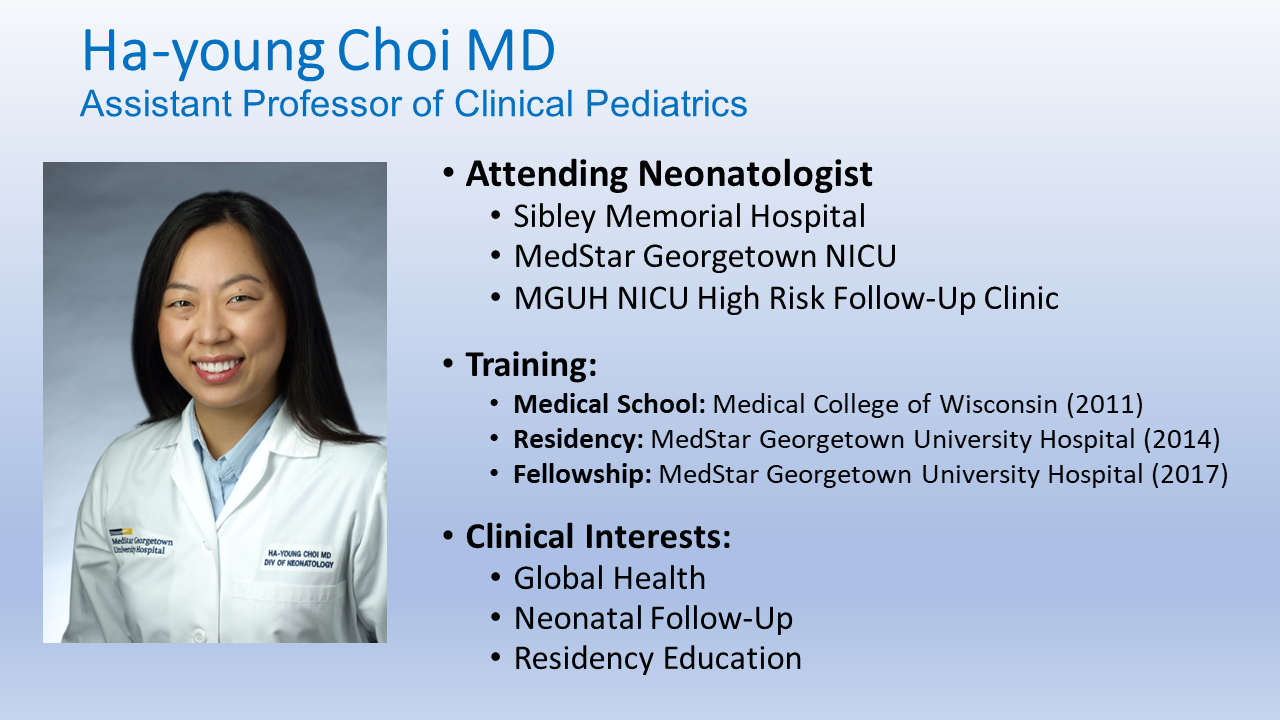 Ha-young Choi MD
Assistant Professor of Clinical Pediatrics
• Attending Neonatologist
• Sibley Memorial Hospital
• MedStar Georgetown NICU
• MGUH NICU High Risk Follow-Up Clinic
• Training:
• Medical School: Medical College of Wisconsin (2011)
• Residency: MedStar Georgetown University Hospital (2014)
• Fellowship: MedStar Georgetown University Hospital (2017)
• Clinical Interests:
• Global Health
• Neonatal Follow-Up
• Residency Education
MedStar Georgetown
University Hospital
HA-YOUNG CHOI MD
DIV OF NEONATOLOGY